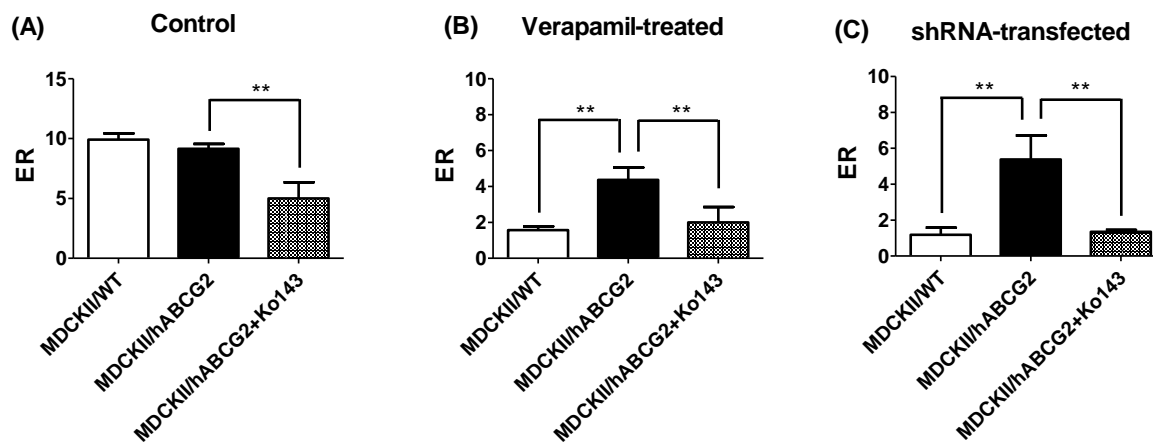 (A)
Control
ER
15
10
5
0
**
MDCKII/WT
MDCKII/hABCG2
MDCKII/hABCG2+Ko143
(B)
Verapamil-treated
ER
10
8
6
4
2
0
**
**
MDCKII/WT
MDCKII/hABCG2
MDCKII/hABCG2+Ko143
(C)
shRNA-transfected
ER
10
8
6
4
2
0
**
**
MDCKII/WT
MDCKII/hABCG2
MDCKII/hABCG2+Ko143